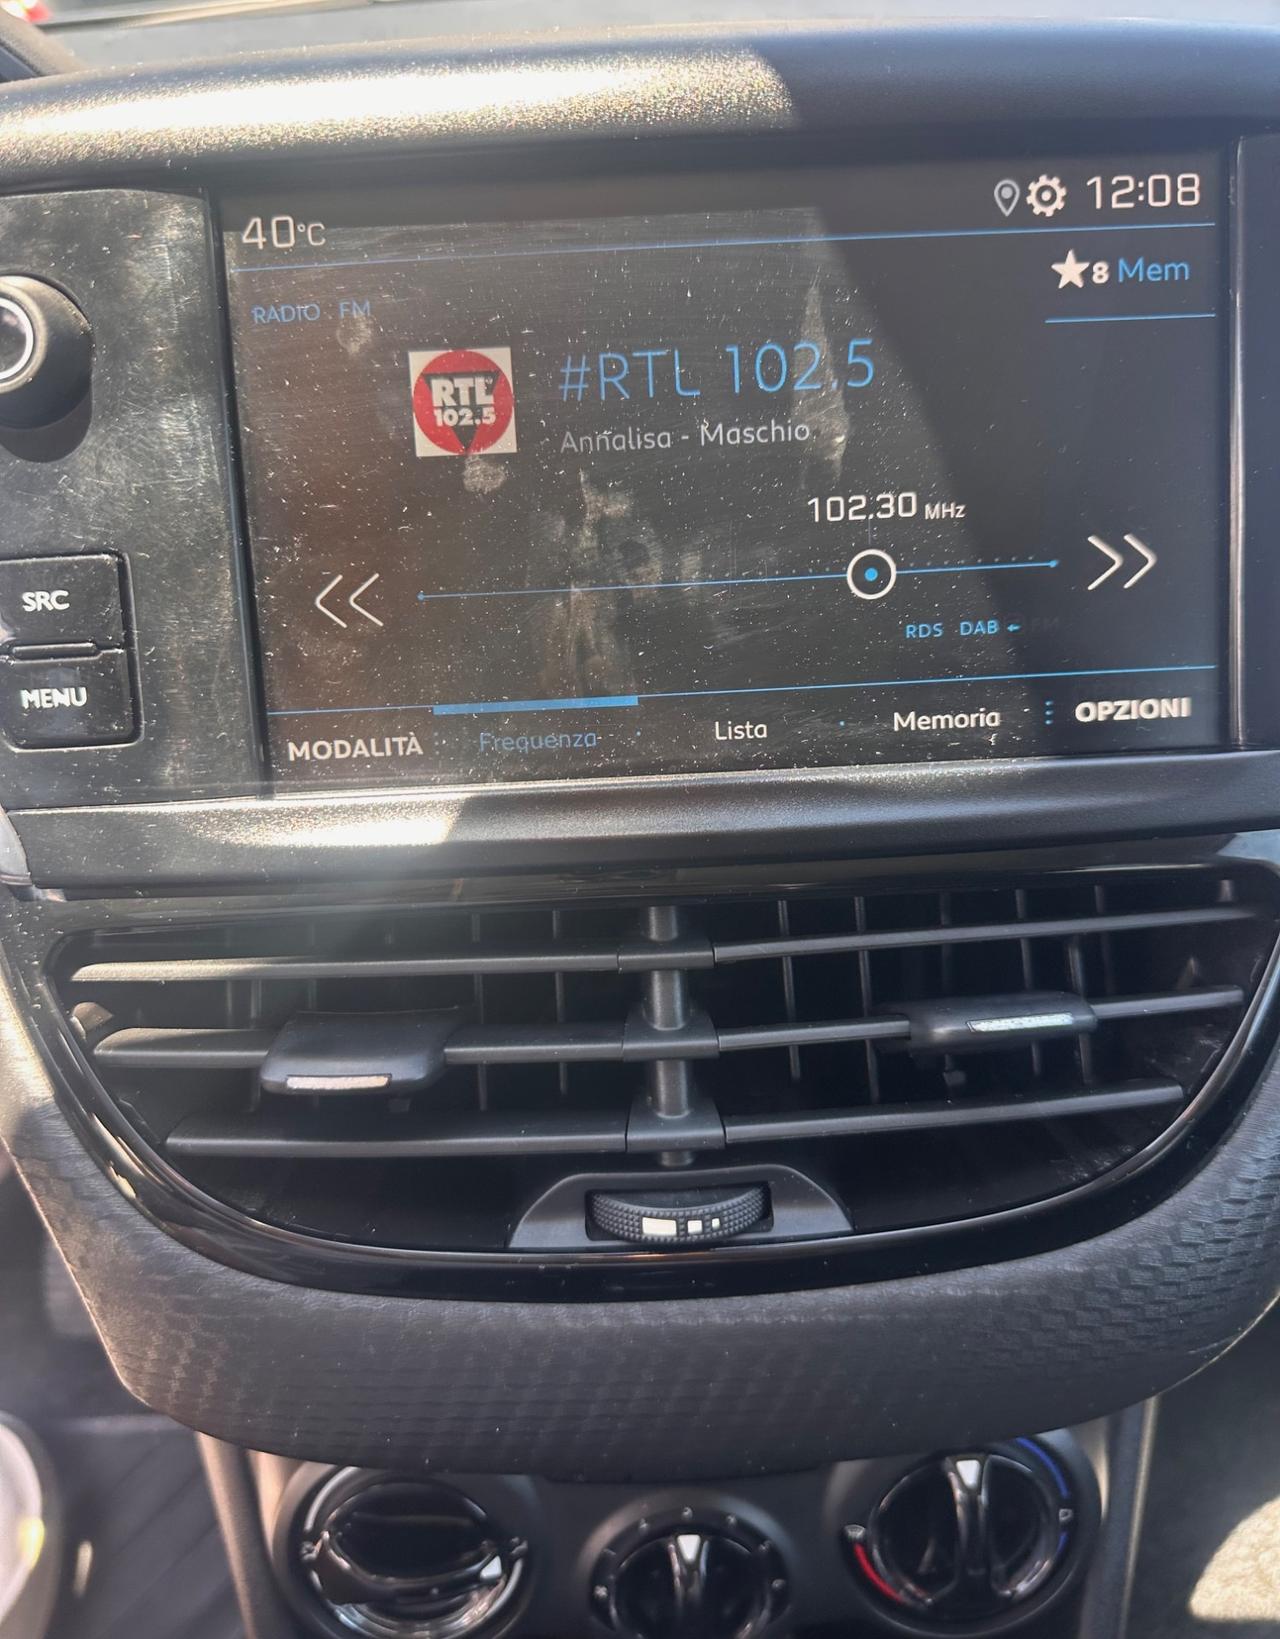 40°C
12:08
8 Mem
RADIO FM
RTL
102.5
#RTL 102.5
Annalisa - Maschio
102.30 MHz
SRC
RDS DAB FM
MENU
MODALITÀ
Frequenza
Lista
Memoria
OPZIONI